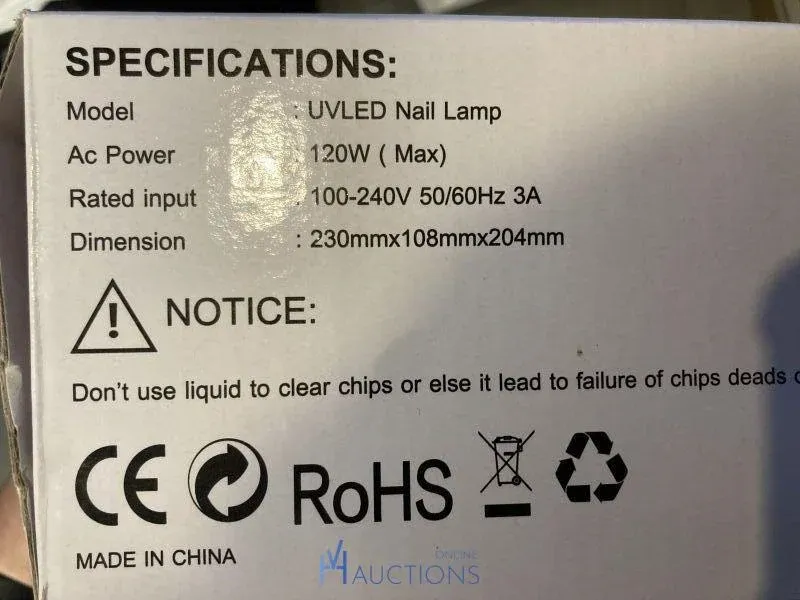 SPECIFICATIONS:
Model : UVLED Nail Lamp
Ac Power : 120W ( Max)
Rated input : 100-240V 50/60Hz 3A
Dimension : 230mmx108mmx204mm
! NOTICE:
Don't use liquid to clear chips or else it lead to failure of chips deads
CE RoHS
MADE IN CHINA
ONLINE
AUCTIONS